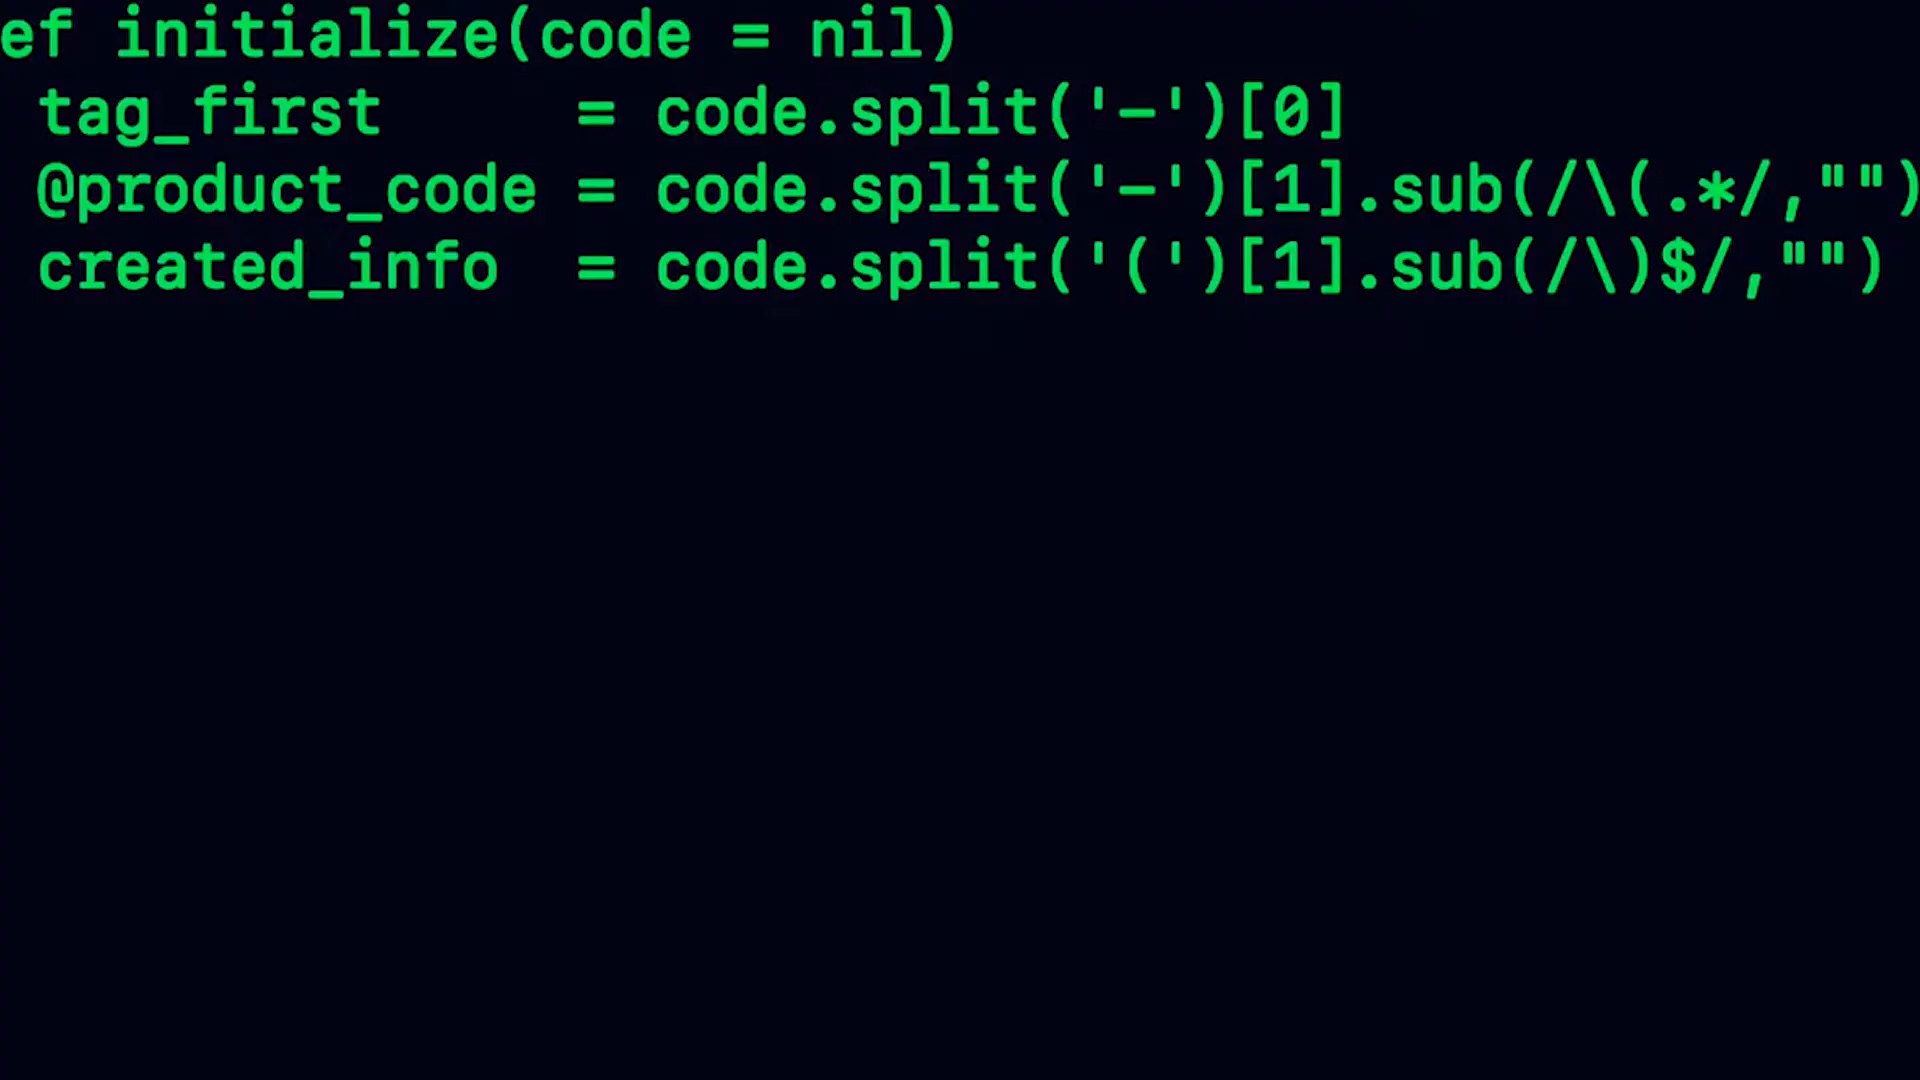 ef initialize(code = nil)
tag_first = code.split('-')[0]
@product_code = code.split('-')[1].sub(/\(.*/,"")
created_info = code.split('(')[1].sub(/\)$/,"")